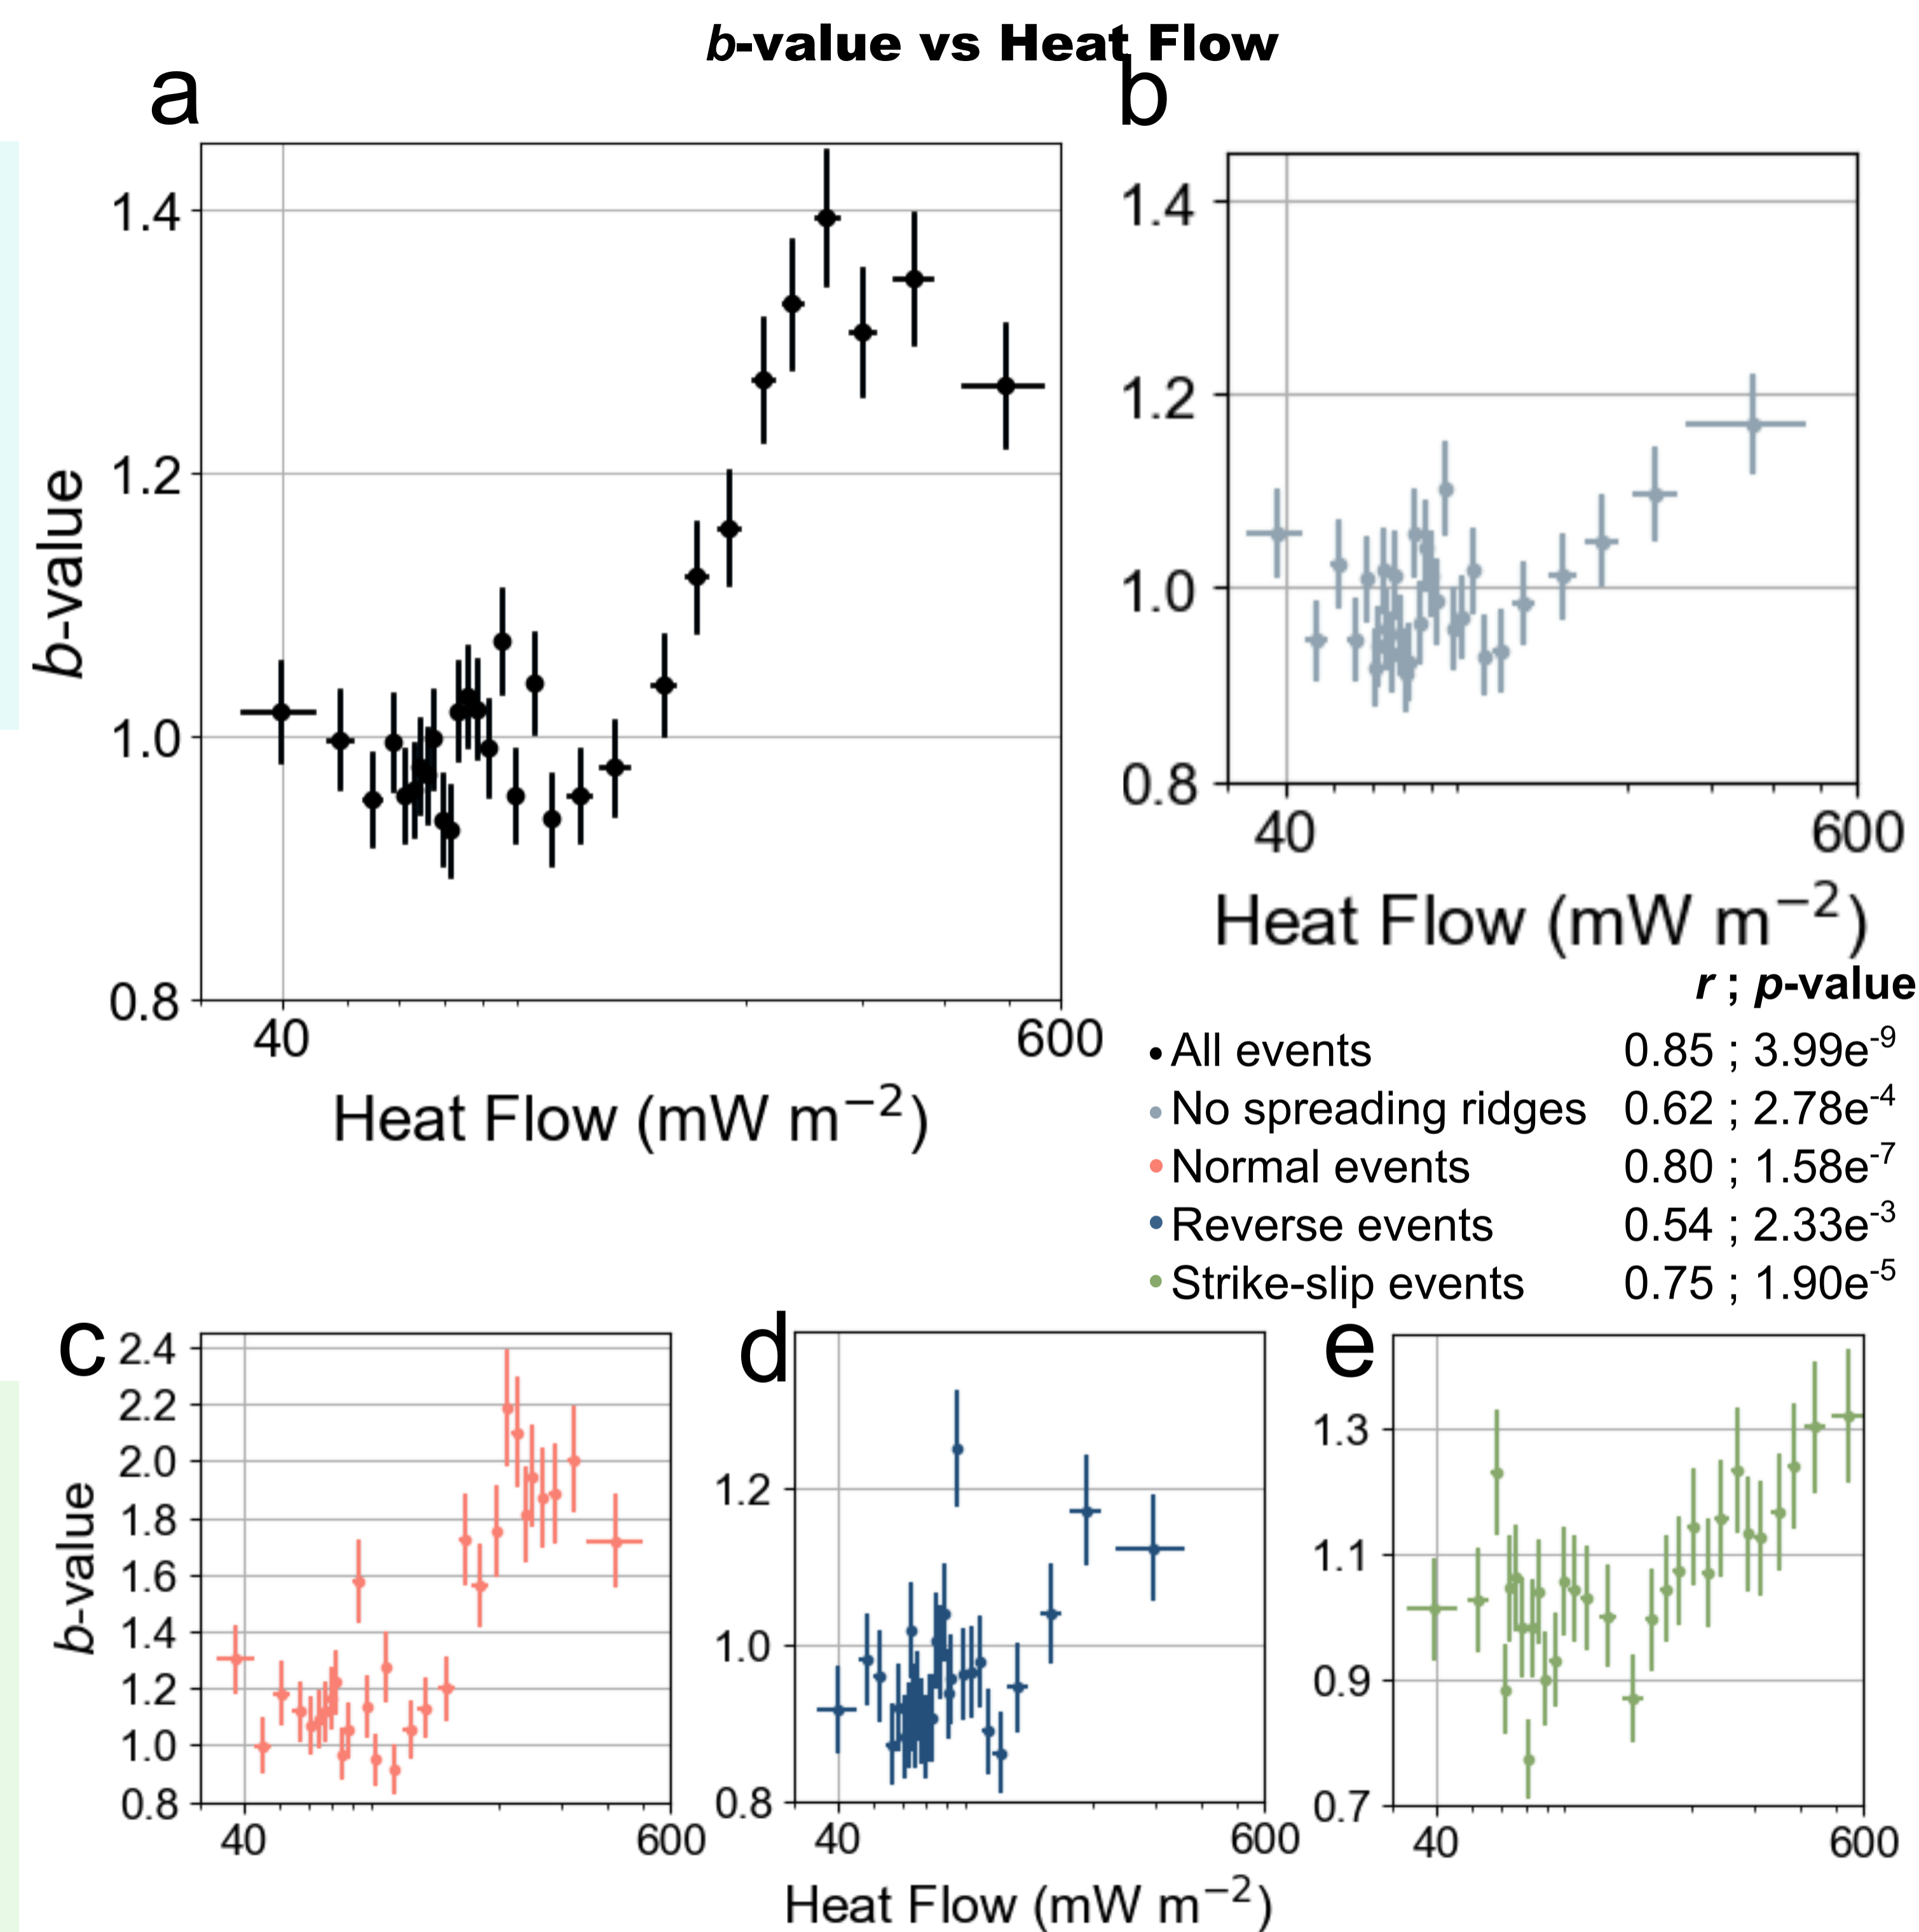 b-value vs Heat Flow
a
b-value
1.4
1.2
1.0
0.8
40
600
Heat Flow (mW m⁻²)
b
1.4
1.2
1.0
0.8
40
600
Heat Flow (mW m⁻²)
r ; p-value
All events 0.85 ; 3.99e⁻⁹
No spreading ridges 0.62 ; 2.78e⁻⁴
Normal events 0.80 ; 1.58e⁻⁷
Reverse events 0.54 ; 2.33e⁻³
Strike-slip events 0.75 ; 1.90e⁻⁵
c
b-value
2.4
2.2
2.0
1.8
1.6
1.4
1.2
1.0
0.8
40
600
d
1.2
1.0
0.8
40
600
e
1.3
1.1
0.9
0.7
40
600
Heat Flow (mW m⁻²)